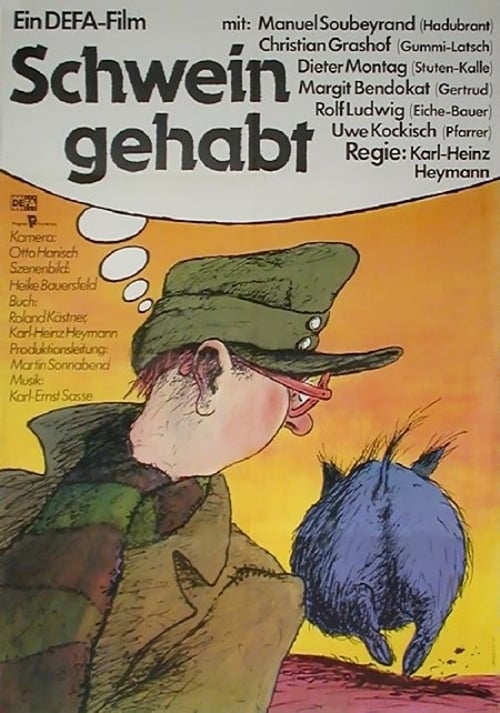 Ein DEFA-Film
Schwein
gehabt
mit: Manuel Soubeyrand (Hadubrant)
Christian Grashof (Gummi-Latsch)
Dieter Montag (Stuten-Kalle)
Margit Bendokat (Gertrud)
Rolf Ludwig (Eiche-Bauer)
Uwe Kockisch (Pfarrer)
Regie: Karl-Heinz
Heymann
DEFA
Kamera:
Otto Hanisch
Szenenbild:
Heike Bauersfeld
Buch:
Roland Kästner,
Karl-Heinz Heymann
Produktionsleitung:
Martin Sonnabend
Musik:
Karl-Ernst Sasse